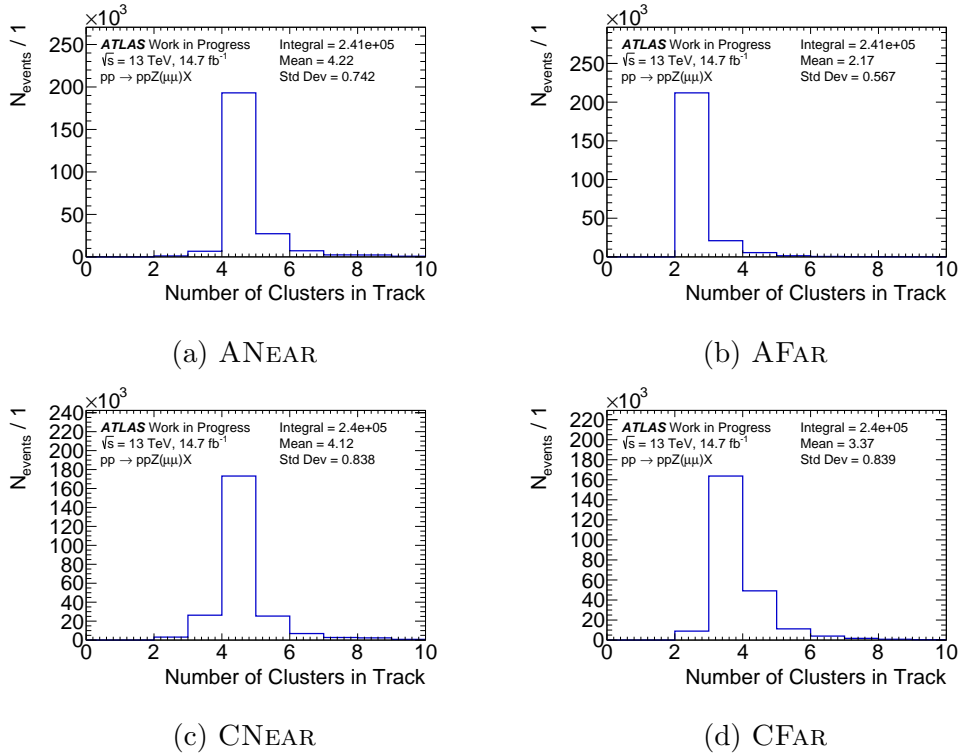 ×10³
N_events / 1
250
200
150
100
50
0
ATLAS Work in Progress
√s = 13 TeV, 14.7 fb⁻¹
pp → ppZ(μμ)X
Integral = 2.41e+05
Mean = 4.22
Std Dev = 0.742
0 2 4 6 8 10
Number of Clusters in Track
(a) ANEAR
×10³
N_events / 1
250
200
150
100
50
0
ATLAS Work in Progress
√s = 13 TeV, 14.7 fb⁻¹
pp → ppZ(μμ)X
Integral = 2.41e+05
Mean = 2.17
Std Dev = 0.567
0 2 4 6 8 10
Number of Clusters in Track
(b) AFAR
×10³
N_events / 1
240
220
200
180
160
140
120
100
80
60
40
20
0
ATLAS Work in Progress
√s = 13 TeV, 14.7 fb⁻¹
pp → ppZ(μμ)X
Integral = 2.4e+05
Mean = 4.12
Std Dev = 0.838
0 2 4 6 8 10
Number of Clusters in Track
(c) CNEAR
×10³
N_events / 1
220
200
180
160
140
120
100
80
60
40
20
0
ATLAS Work in Progress
√s = 13 TeV, 14.7 fb⁻¹
pp → ppZ(μμ)X
Integral = 2.4e+05
Mean = 3.37
Std Dev = 0.839
0 2 4 6 8 10
Number of Clusters in Track
(d) CFAR